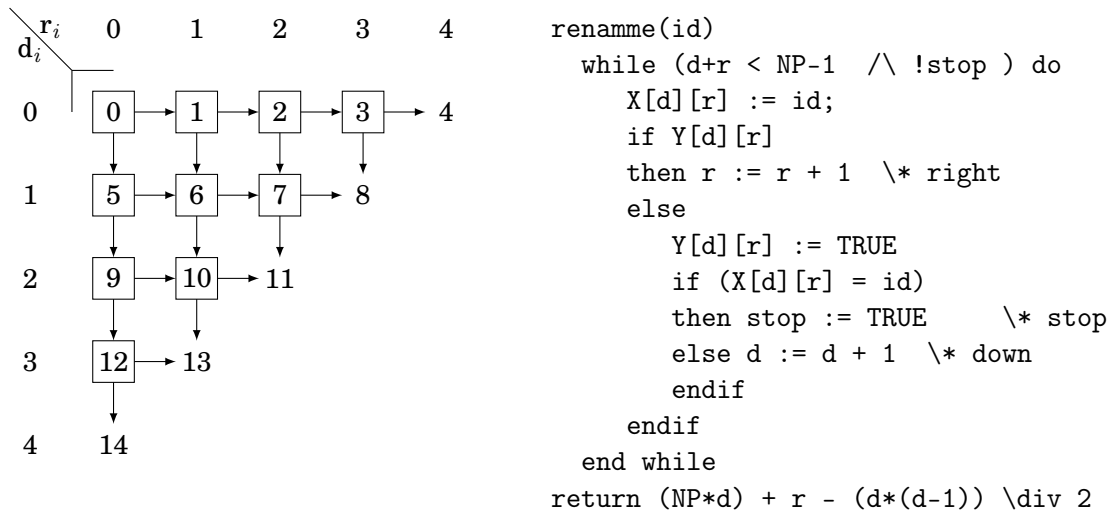 r_i 0 1 2 3 4
d_i
0 0 1 2 3 4
1 5 6 7 8
2 9 10 11
3 12 13
4 14
renamme(id)
while (d+r < NP-1 /\ !stop ) do
X[d][r] := id;
if Y[d][r]
then r := r + 1 \* right
else
Y[d][r] := TRUE
if (X[d][r] = id)
then stop := TRUE \* stop
else d := d + 1 \* down
endif
endif
end while
return (NP*d) + r - (d*(d-1)) \div 2